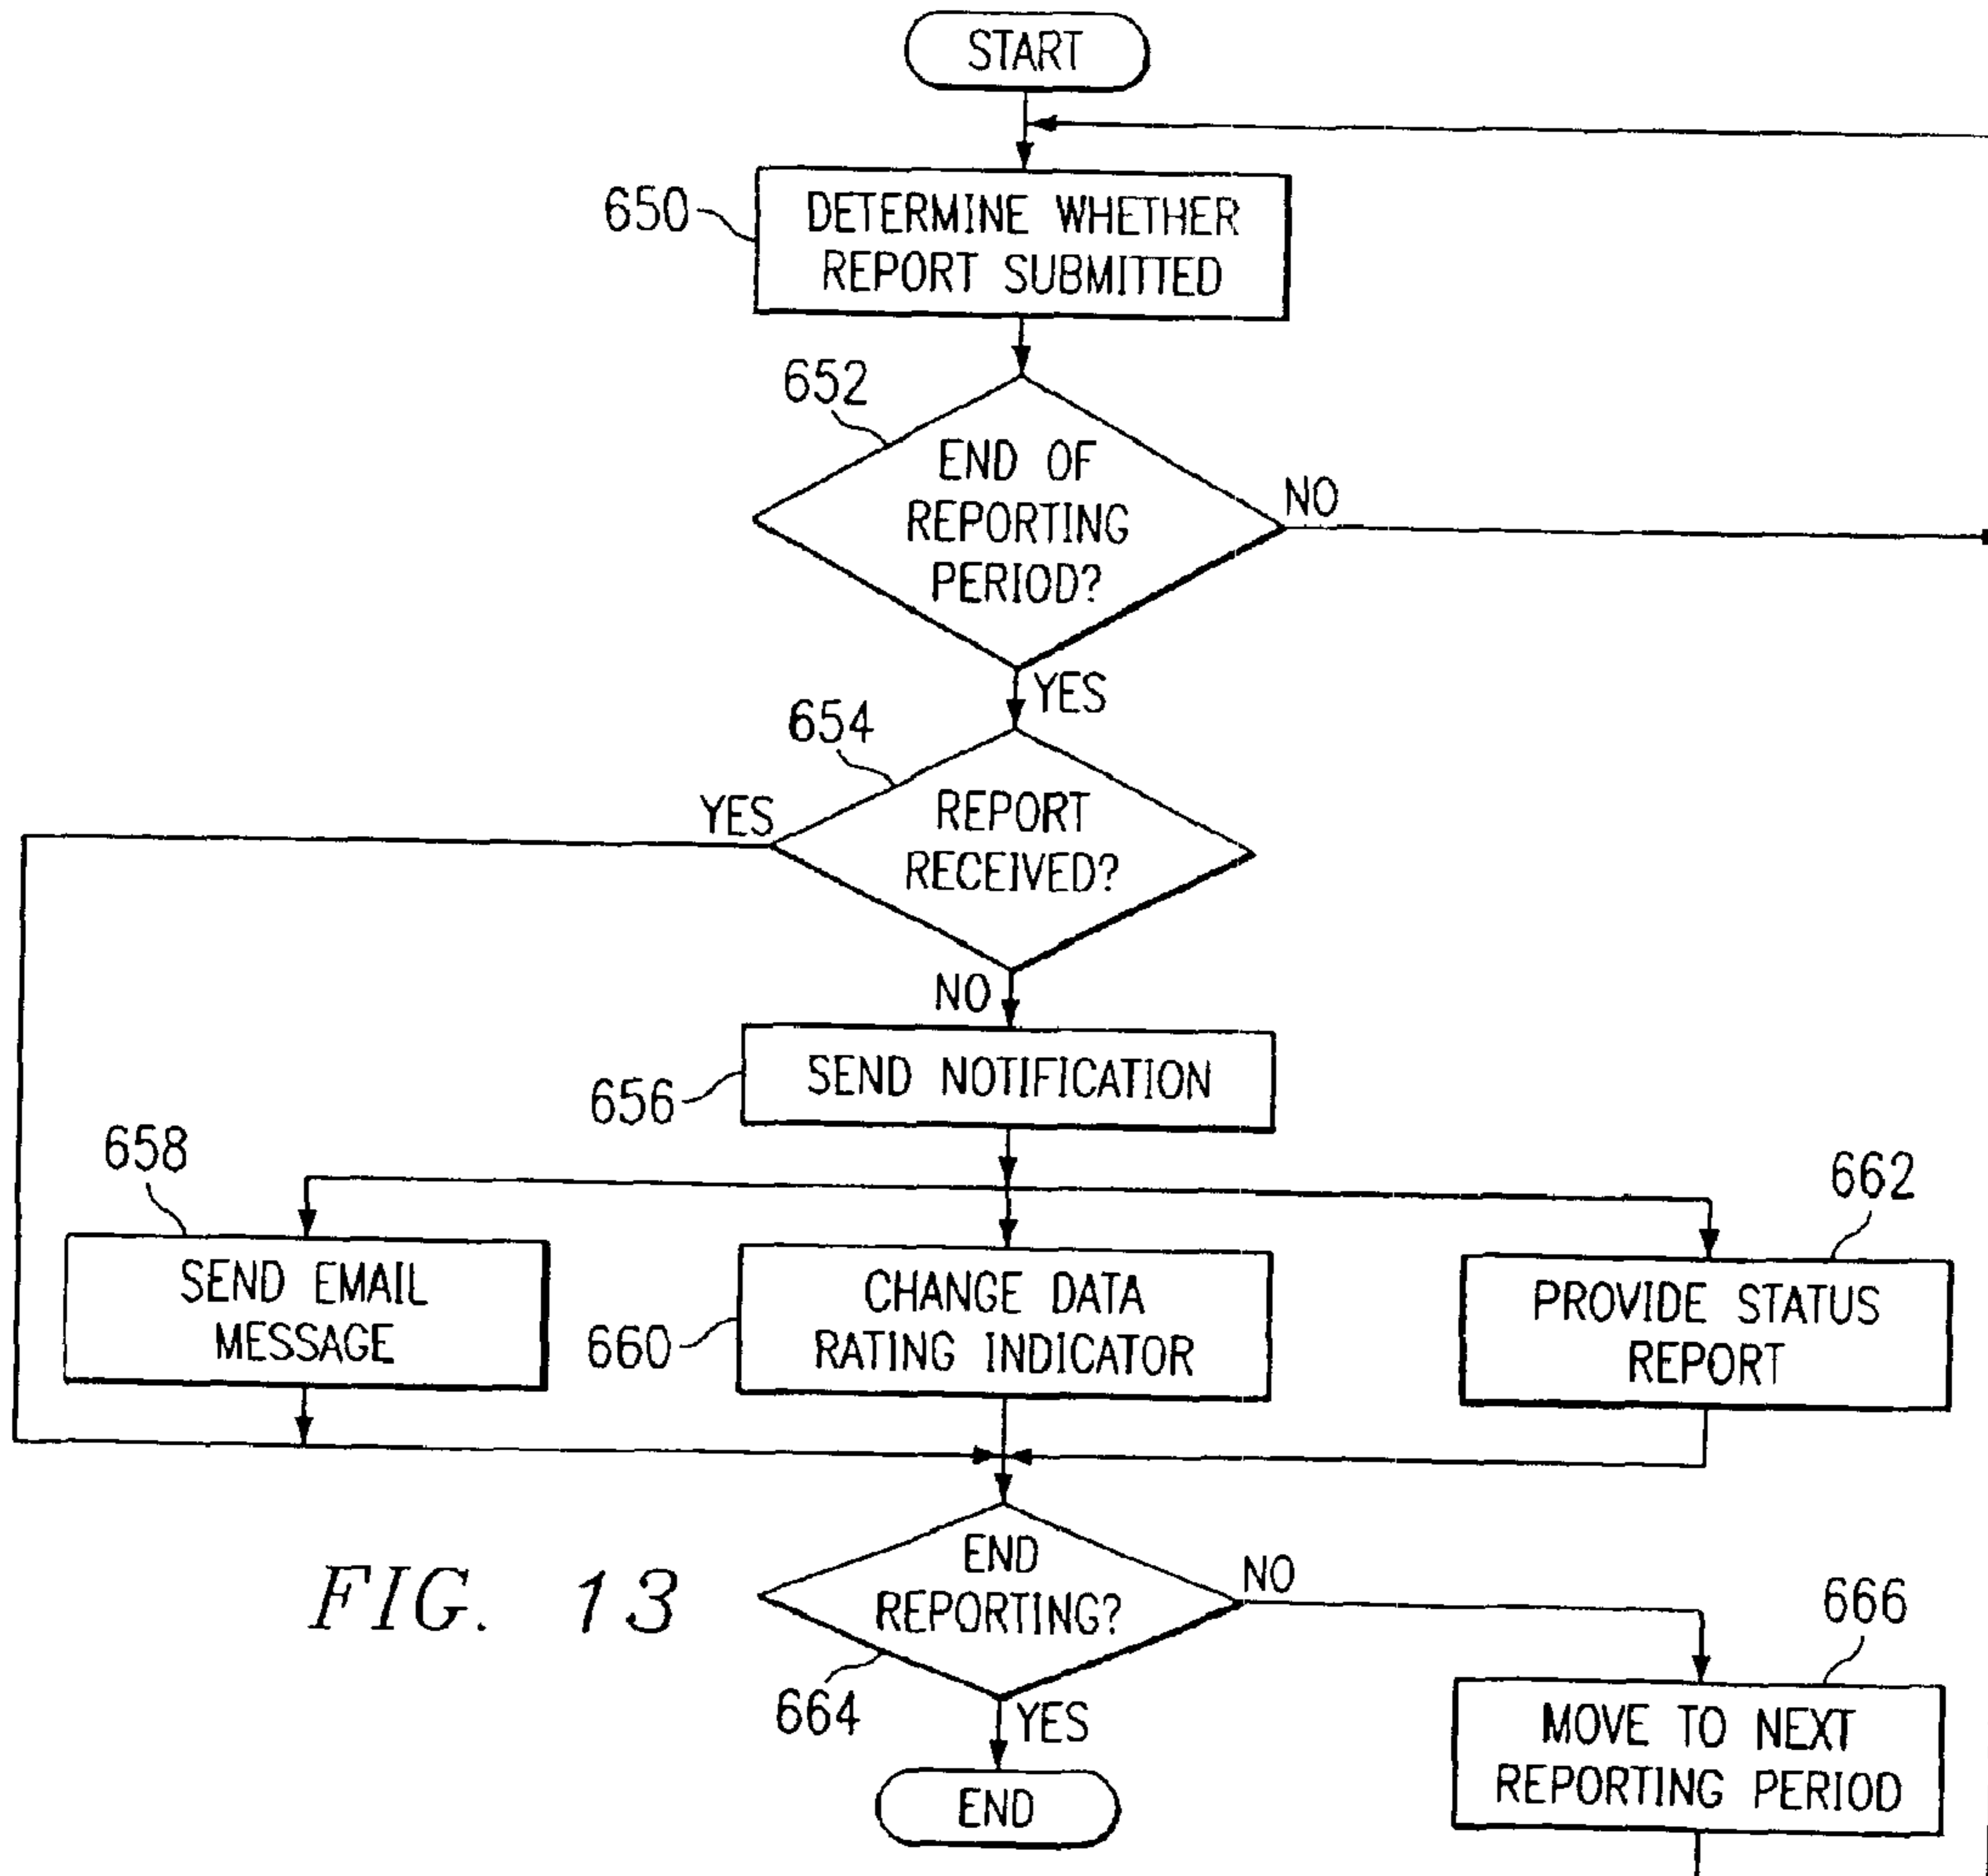 START
650
DETERMINE WHETHER
REPORT SUBMITTED
652
END OF
REPORTING
PERIOD?
NO
YES
654
YES
REPORT
RECEIVED?
NO
656
SEND NOTIFICATION
658
662
SEND EMAIL
MESSAGE
660
CHANGE DATA
RATING INDICATOR
PROVIDE STATUS
REPORT
FIG. 13
END
REPORTING?
NO
664
YES
666
MOVE TO NEXT
REPORTING PERIOD
END